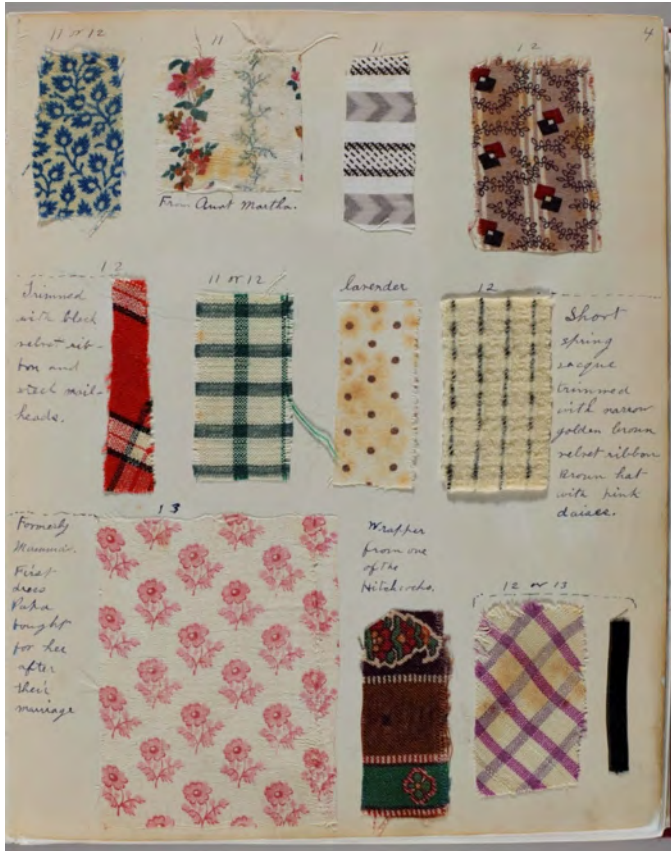 4
11 or 12
11
11
12
From Aunt Martha.
12
Trimmed
with black
velvet rib-
bon and
steel nail-
heads.
11 or 12
lavender
12
Short
spring
sacque
trimmed
with narrow
golden brown
velvet ribbon
Brown hat
with pink
daises.
13
Formerly
Mamma's.
First
dress
Papa
bought
for her
after
their
marriage
Wrapper
from one
of the
Hitchcocks.
12 or 13